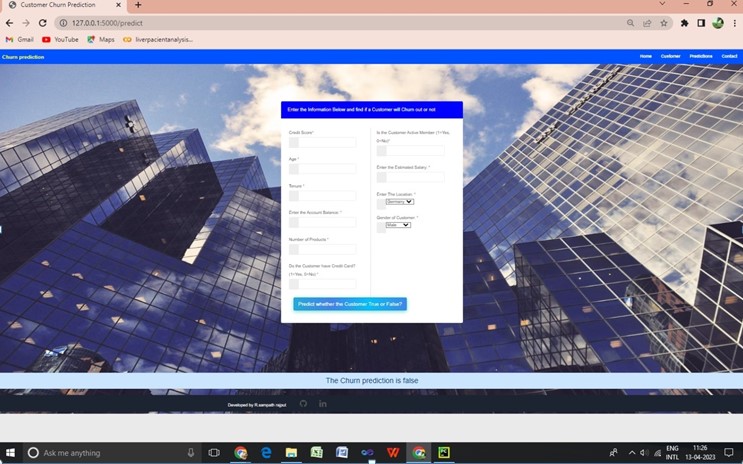 Customer Churn Prediction
127.0.0.1:5000/predict
Gmail YouTube Maps liverpacientanalysis...
Churn prediction Home Customer Predictions Contact
Enter the Information Below and find if a Customer will Churn out or not
Credit Score*
Age *
Tenure *
Enter the Account Balance: *
Number of Products *
Do the Customer have Credit Card?
(1=Yes, 0=No) *
Is the Customer Active Member (1=Yes,
0=No)*
Enter the Estimated Salary: *
Enter The Location: *
Germany
Gender of Customer: *
Male
Predict whether the Customer True or False?
The Churn prediction is false
Developed by R.sampath rajput
Ask me anything
ENG
INTL
11:26
13-04-2023